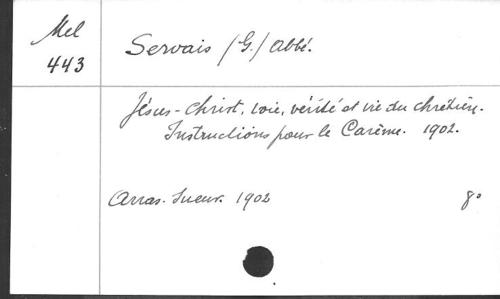 Mel
443
Servais /G./ Abbé.
Jésus-Christ, voie, vérité et vie du chrétien.
Instructions pour le Carême. 1902.
Arras. Sueur. 1902
8°